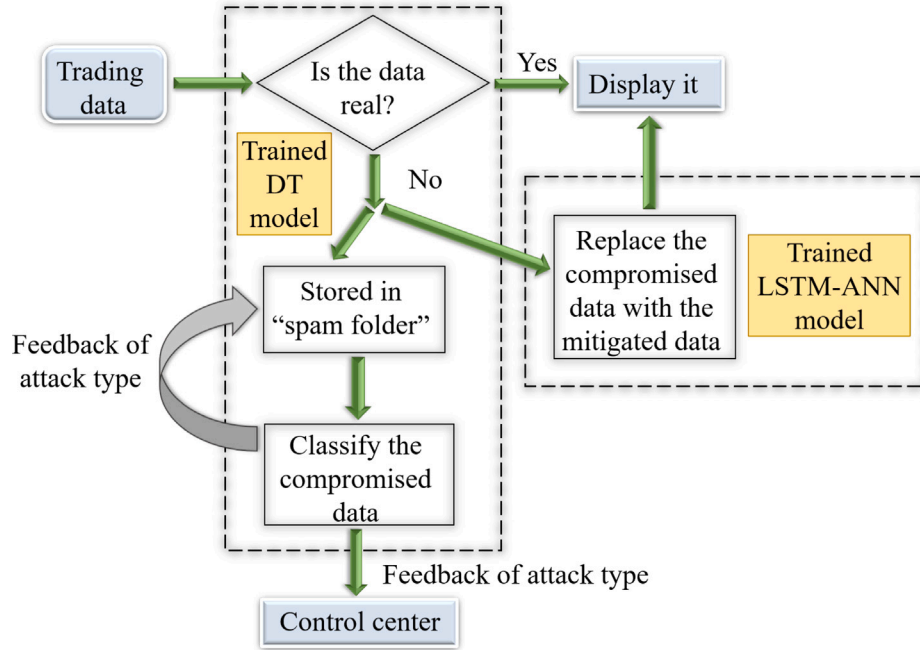 Trading
data
Is the data
real?
Yes
Display it
Trained
DT
model
No
Replace the
compromised
data with the
mitigated data
Trained
LSTM-ANN
model
Stored in
“spam folder”
Feedback of
attack type
Classify the
compromised
data
Feedback of attack type
Control center